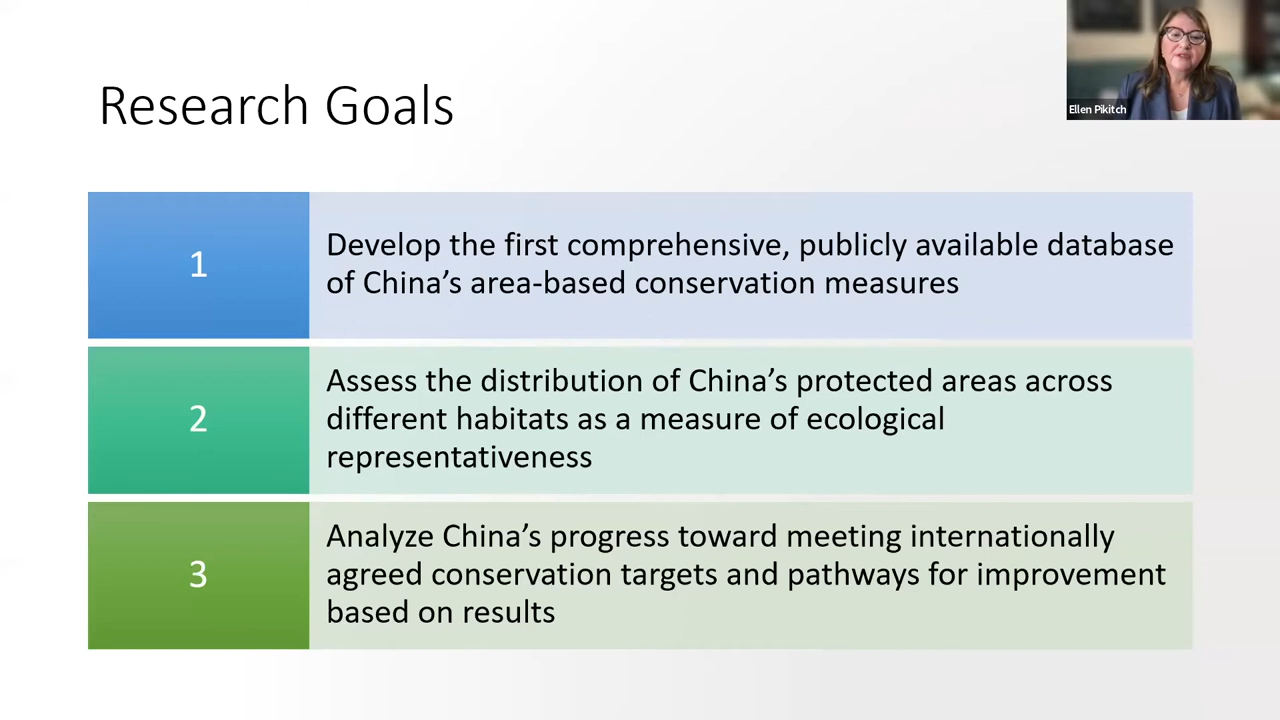 Research Goals
Ellen Pikitch
1
Develop the first comprehensive, publicly available database
of China’s area-based conservation measures
2
Assess the distribution of China’s protected areas across
different habitats as a measure of ecological
representativeness
3
Analyze China’s progress toward meeting internationally
agreed conservation targets and pathways for improvement
based on results